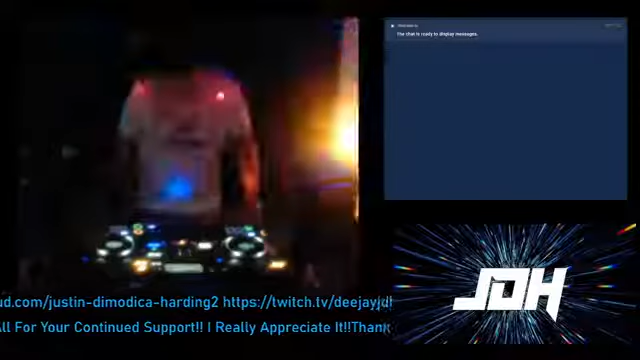 The chat is ready to display messages.
JDH
ud.com/justin-dimodica-harding2 https://twitch.tv/deejayjd
All For Your Continued Support!! I Really Appreciate It!!Thank